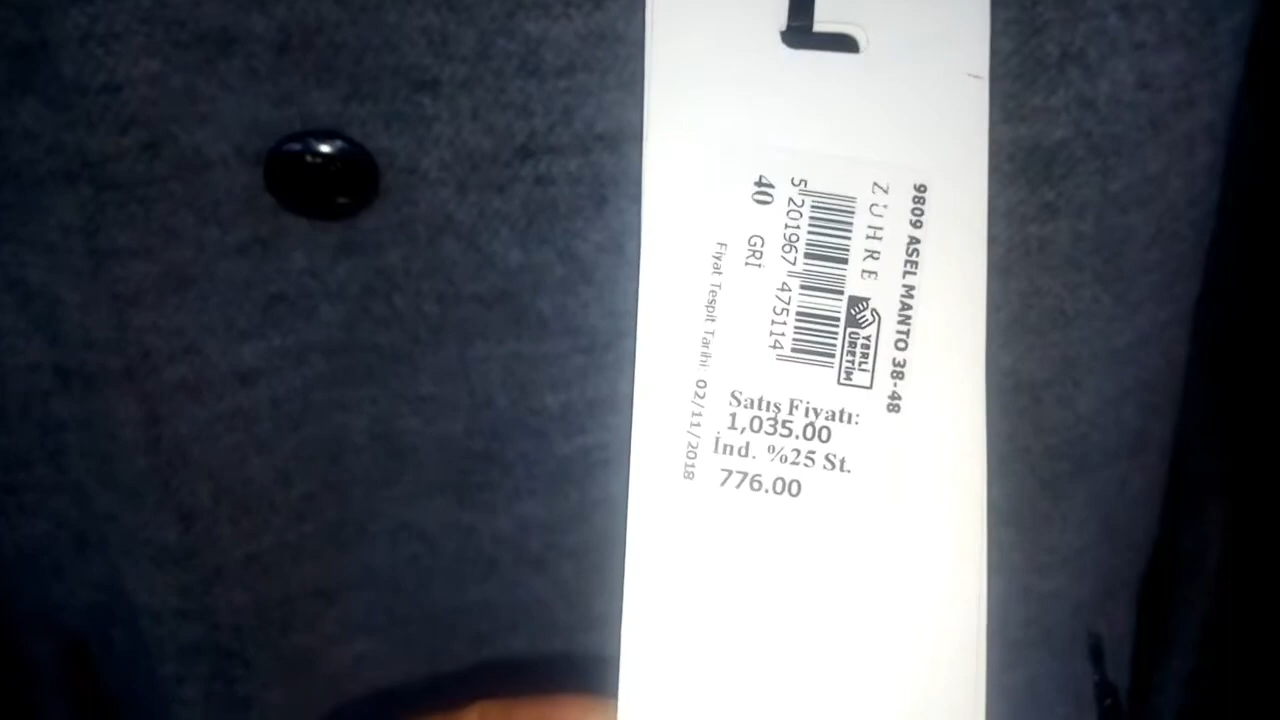 9809 ASEL MANTO 38-48
ZÜHRE
YERLİ
ÜRETİM
5 201967 475114
40 GRİ
Fiyat Tespit Tarihi: 02/11/2018
Satış Fiyatı:
1,035.00
İnd. %25 St.
776.00